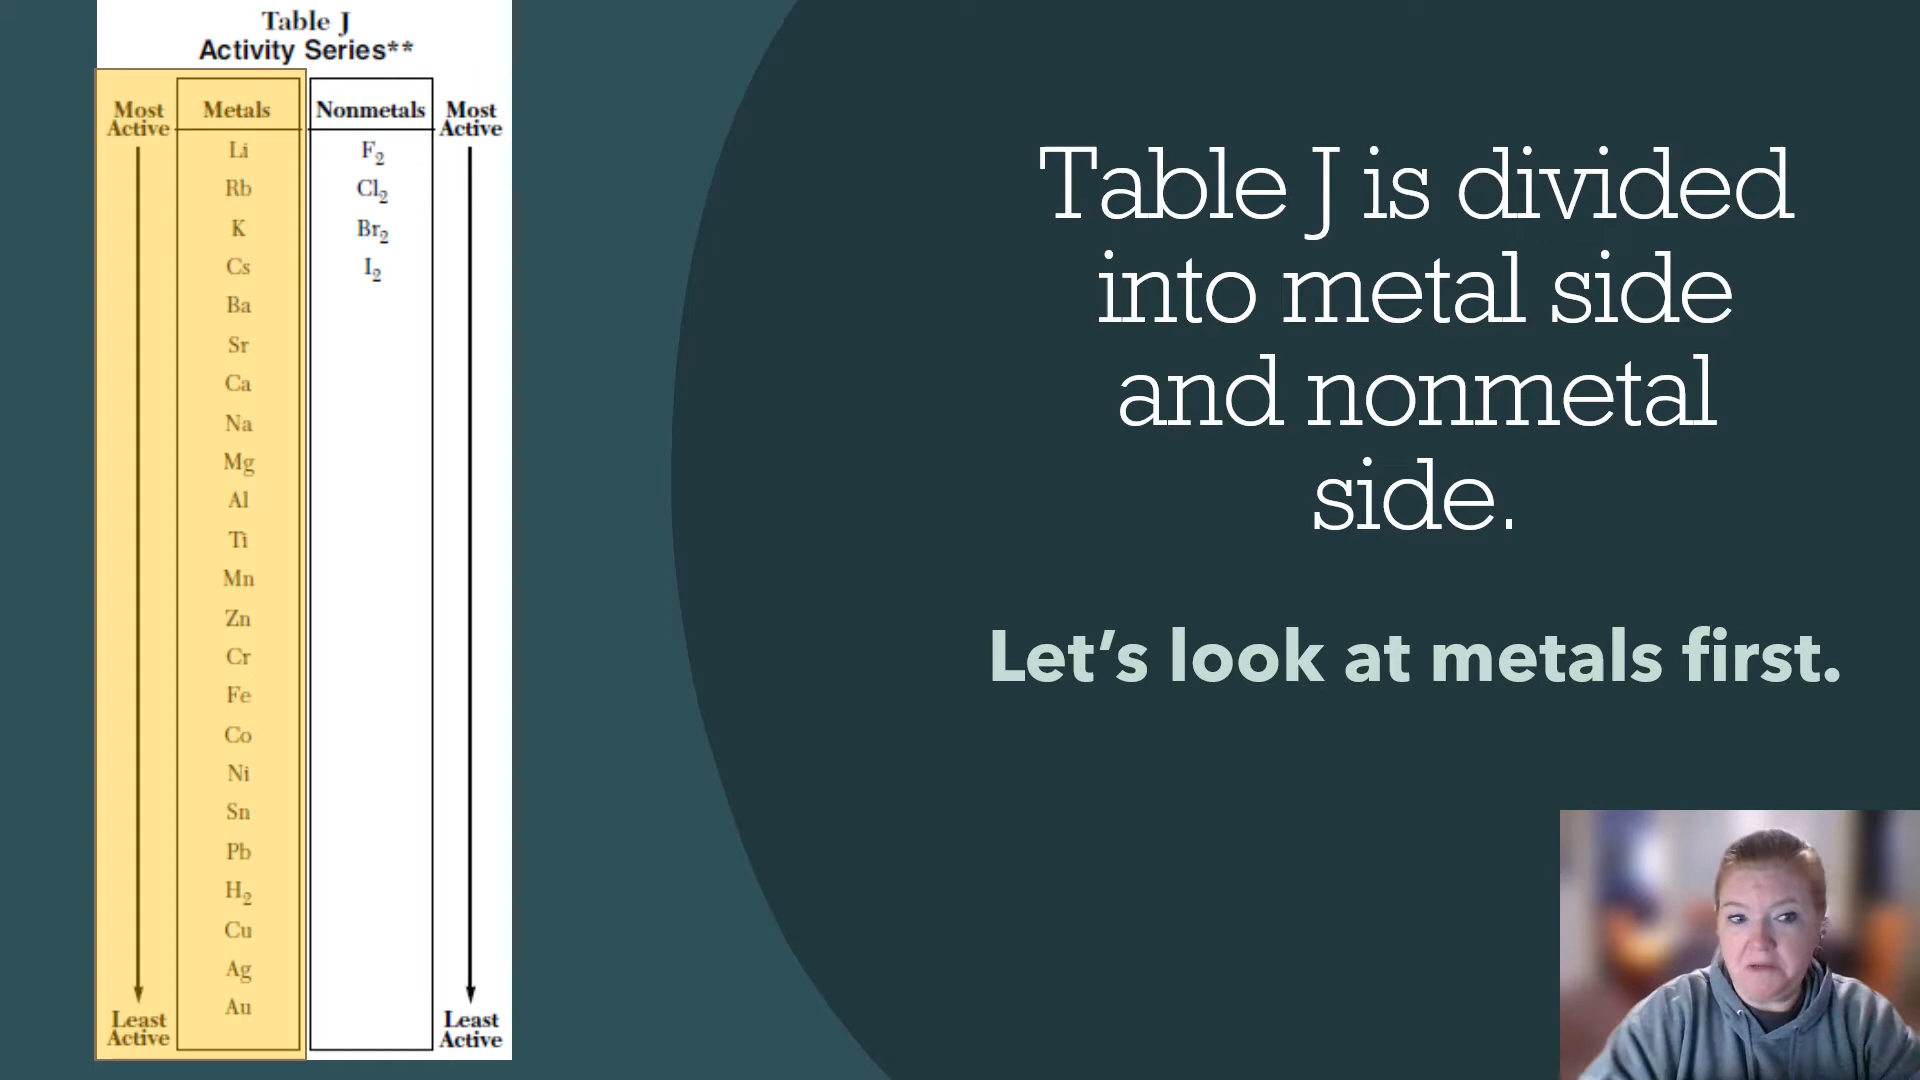 Table J
Activity Series**
Most Active
Metals
Nonmetals
Most Active
Li
F₂
Rb
Cl₂
K
Br₂
Cs
I₂
Ba
Sr
Ca
Na
Mg
Al
Ti
Mn
Zn
Cr
Fe
Co
Ni
Sn
Pb
H₂
Cu
Ag
Au
Least Active
Least Active
Table J is divided
into metal side
and nonmetal
side.
Let's look at metals first.